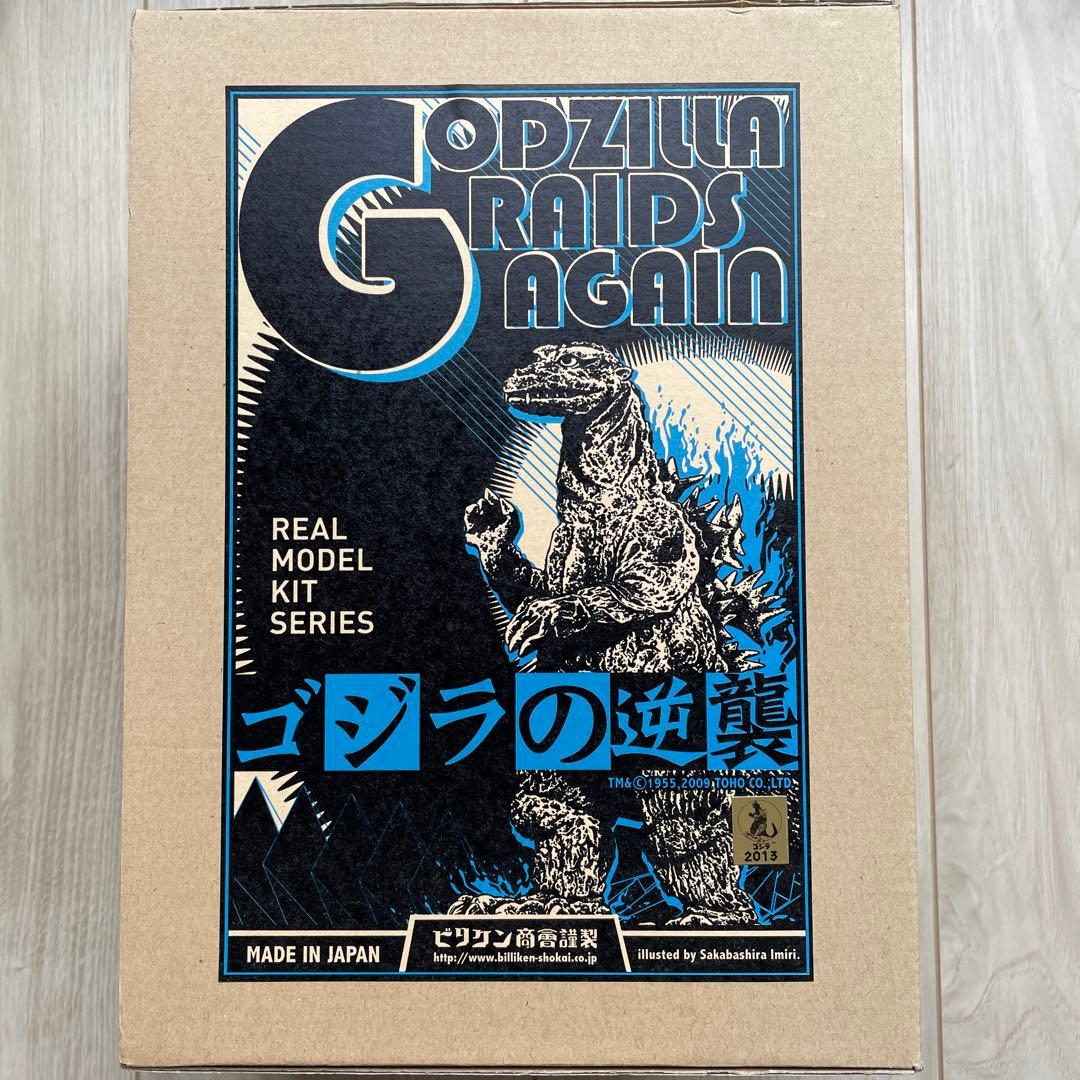 GODZILLA
RAIDS
AGAIN
REAL
MODEL
KIT
SERIES
ゴジラの逆襲
TM&©1955,2009 TOHO CO.,LTD.
ゴジラ
2013
MADE IN JAPAN
ビリケン商會謹製
http://www.billiken-shokai.co.jp
illusted by Sakabashira Imiri.